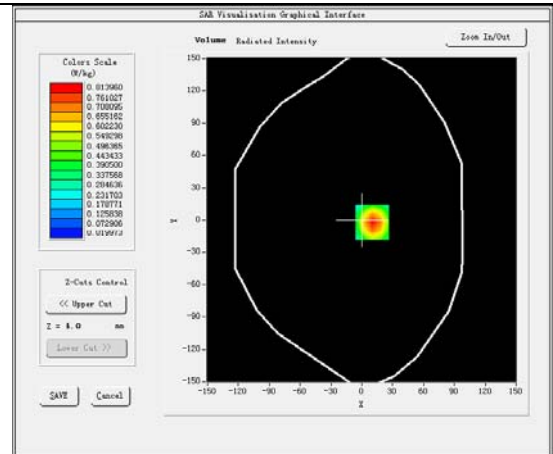 SAR Visualisation Graphical Interface
Volume Radiated Intensity
Zoom In/Out
Colors Scale
(W/kg)
0.813960
0.761027
0.708095
0.655162
0.602230
0.549298
0.496365
0.443433
0.390500
0.337568
0.284636
0.231703
0.178771
0.125838
0.072906
0.019973
Z-Cuts Control
<< Upper Cut
Z = 4.0 mm
Lower Cut >>
SAVE
Cancel
150
120
90
60
30
0
-30
-60
-90
-120
-150
Y
-150 -120 -90 -60 -30 0 30 60 90 120 150
X